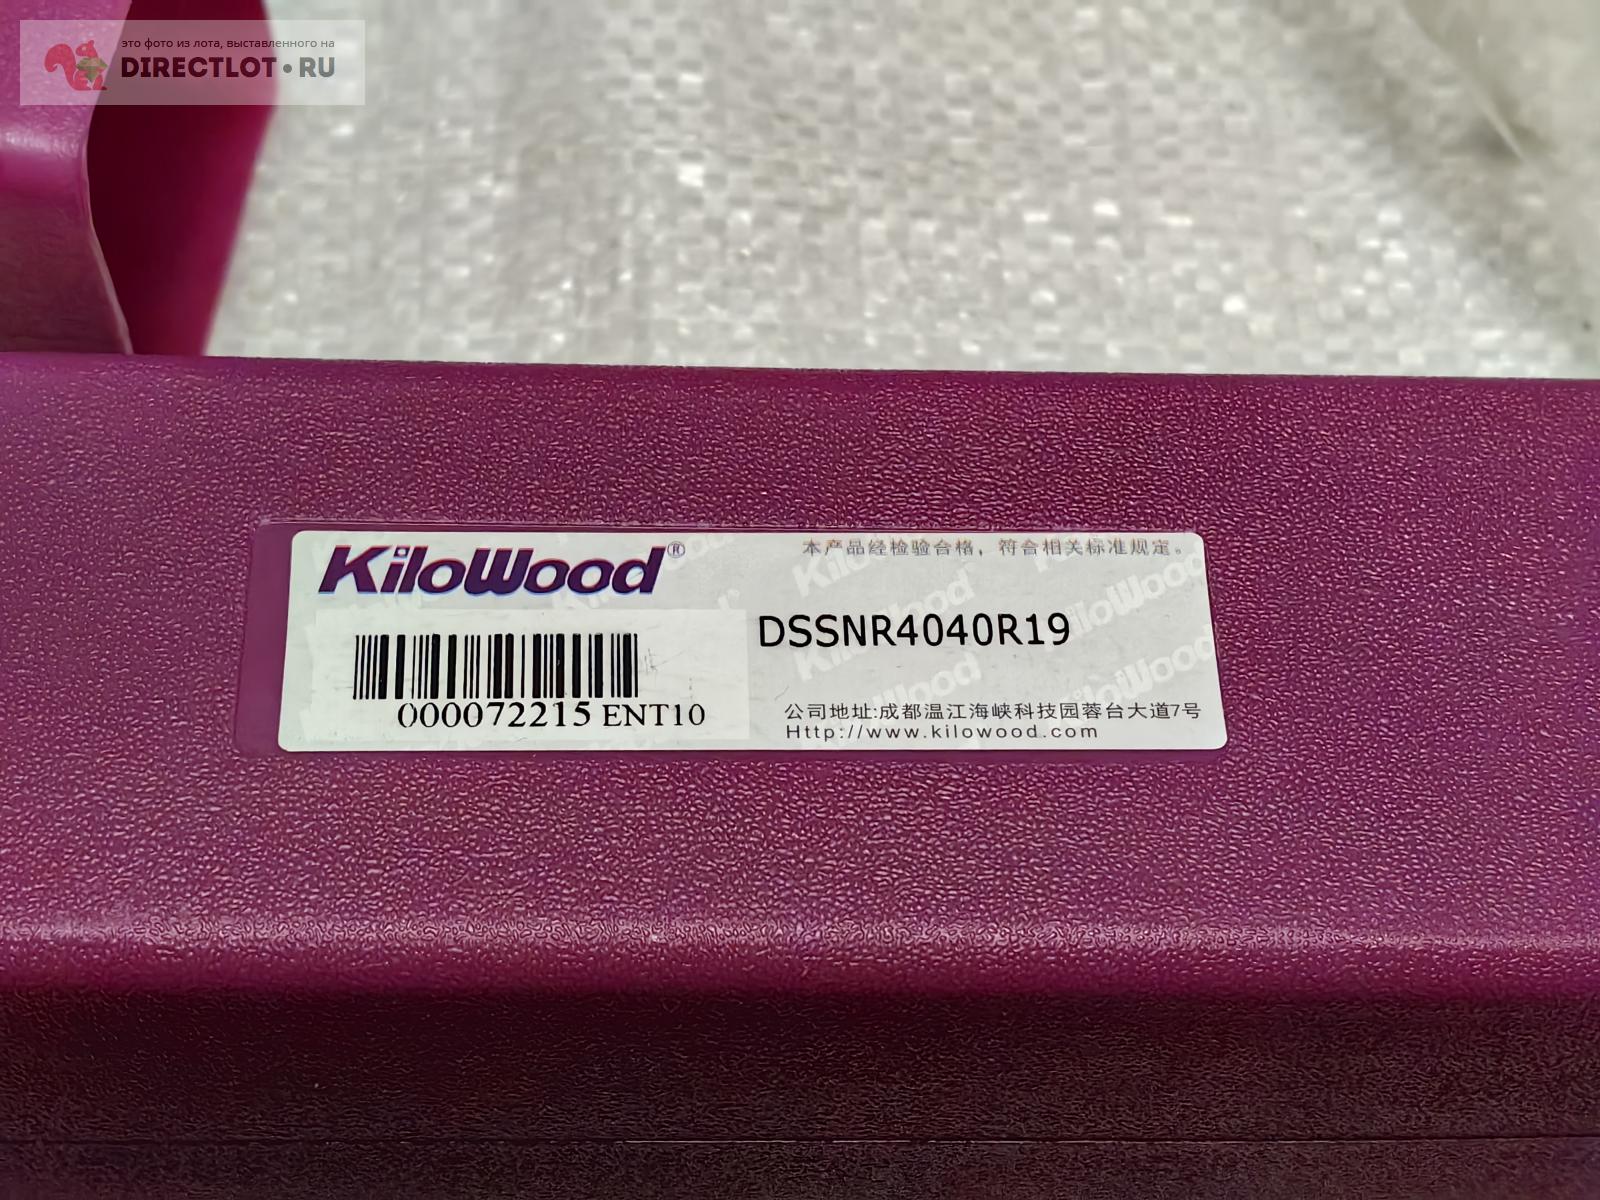 это фото из лота, выставленного на
DIRECTLOT•RU
KiloWood®
本产品经检验合格，符合相关标准规定。
DSSNR4040R19
000072215 ENT10
公司地址:成都温江海峡科技园蓉台大道7号
Http://www.kilowood.com